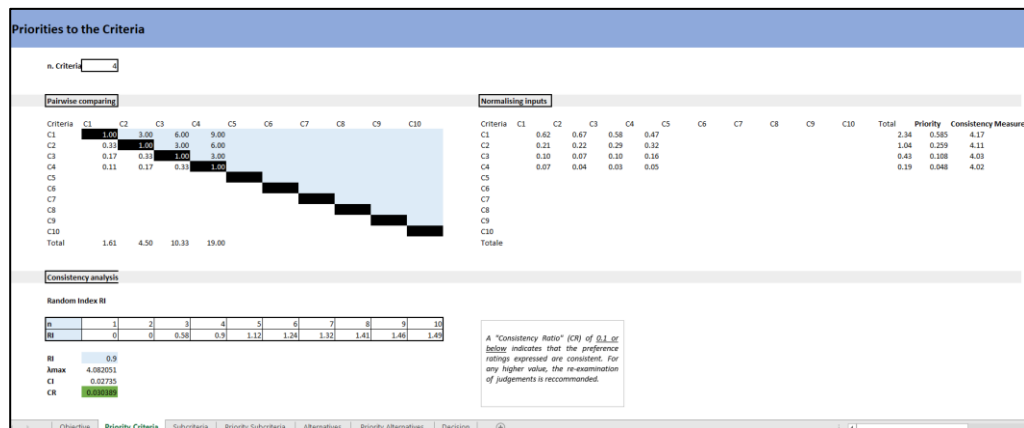 Priorities to the Criteria
n. Criteria 4
Pairwise comparing Normalising inputs
Criteria C1 C2 C3 C4 C5 C6 C7 C8 C9 C10 Criteria C1 C2 C3 C4 C5 C6 C7 C8 C9 C10 Total Priority Consistency Measure
C1 1.00 3.00 6.00 9.00 C1 0.62 0.67 0.58 0.47 2.34 0.585 4.17
C2 0.33 1.00 3.00 6.00 C2 0.21 0.22 0.29 0.32 1.04 0.259 4.11
C3 0.17 0.33 1.00 3.00 C3 0.10 0.07 0.10 0.16 0.43 0.108 4.03
C4 0.11 0.17 0.33 1.00 C4 0.07 0.04 0.03 0.05 0.19 0.048 4.02
C5 C5
C6 C6
C7 C7
C8 C8
C9 C9
C10 C10
Total 1.61 4.50 10.33 19.00 Totale
Consistency analysis
Random Index RI
n 1 2 3 4 5 6 7 8 9 10
RI 0 0 0.58 0.9 1.12 1.24 1.32 1.41 1.46 1.49
A "Consistency Ratio" (CR) of 0.1 or
below indicates that the preference
ratings expressed are consistent. For
any higher value, the re-examination
of judgements is reccommanded.
RI 0.9
λmax 4.082051
CI 0.02735
CR 0.030389
Objective Priority Criteria Subcriteria Priority Subcriteria Alternatives Priority Alternatives Decision